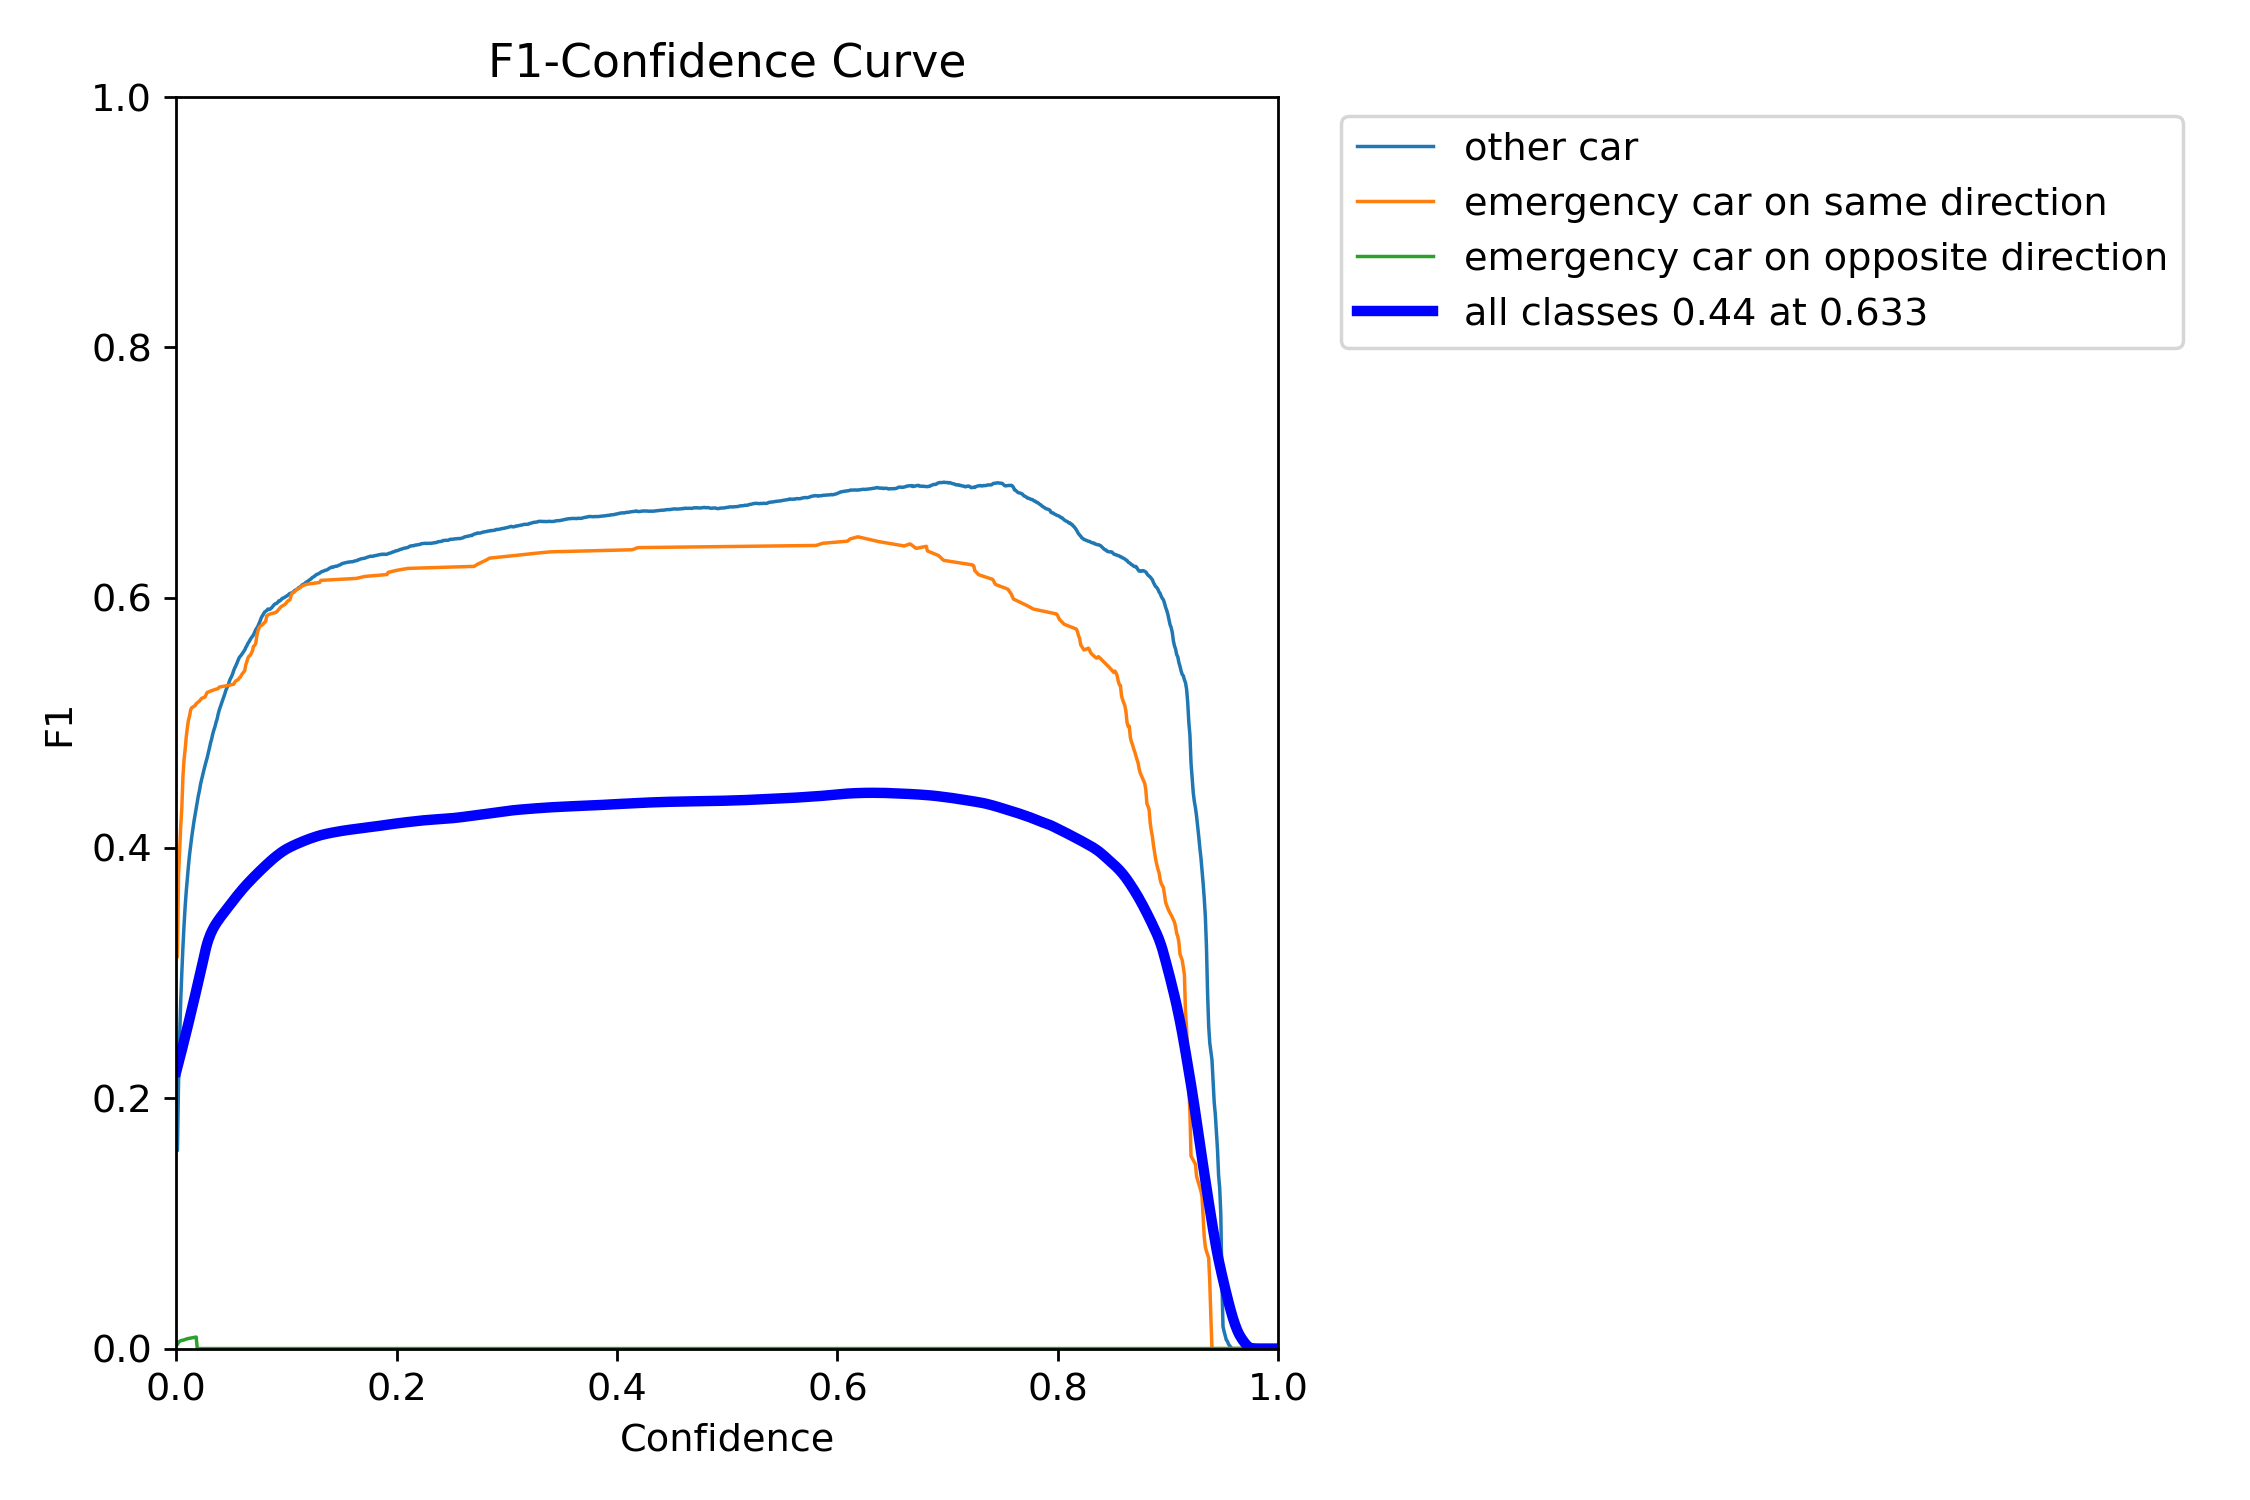 F1-Confidence Curve
1.0
0.8
0.6
0.4
0.2
0.0
F1
0.0 0.2 0.4 0.6 0.8 1.0
Confidence
other car
emergency car on same direction
emergency car on opposite direction
all classes 0.44 at 0.633